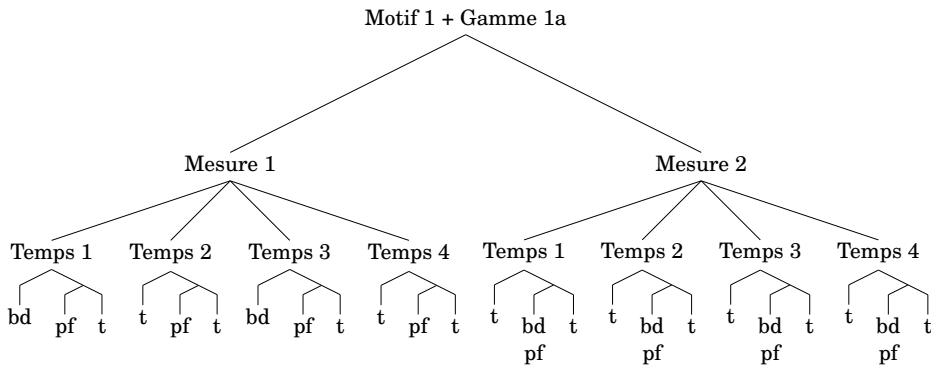 Motif 1 + Gamme 1a
Mesure 1 Mesure 2
Temps 1 Temps 2 Temps 3 Temps 4 Temps 1 Temps 2 Temps 3 Temps 4
bd pf t t pf t bd pf t t pf t t bd t t bd t t bd t t bd t
pf pf pf pf